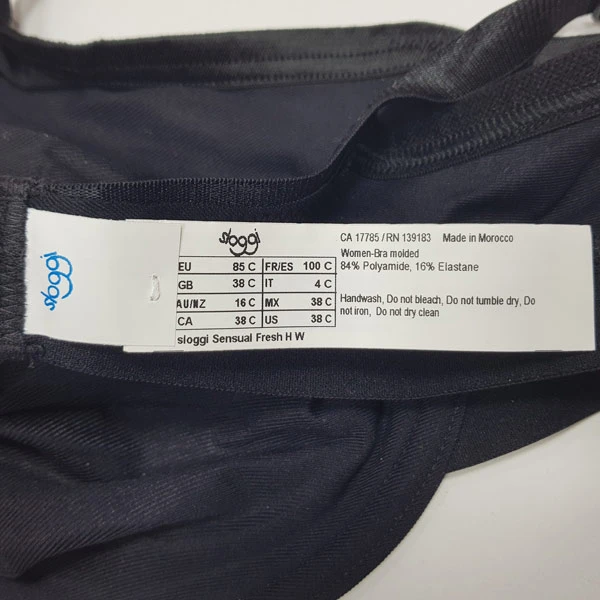 sloggi
sloggi
EU 85 C FR/ES 100 C
GB 38 C IT 4 C
AU/NZ 16 C MX 38 C
CA 38 C US 38 C
sloggi Sensual Fresh H W
CA 17785 / RN 139183 Made in Morocco
Women-Bra molded
84% Polyamide, 16% Elastane
Handwash, Do not bleach, Do not tumble dry, Do
not iron, Do not dry clean